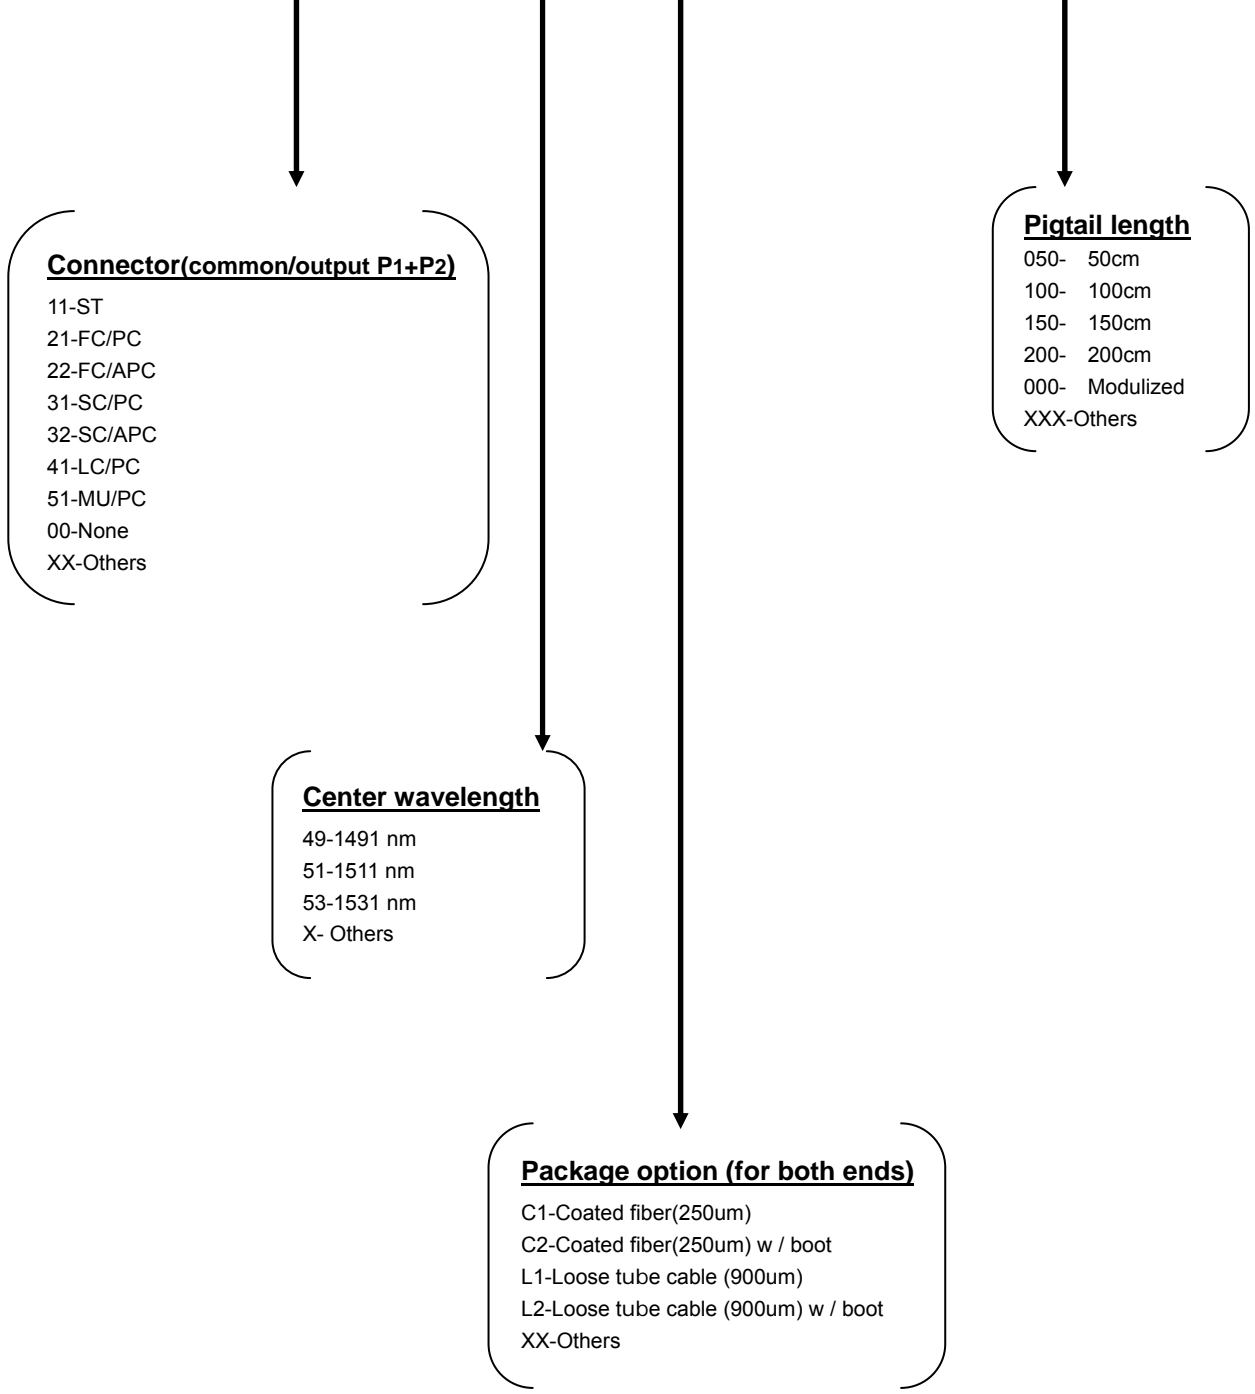 Connector(common/output P1+P2)
11-ST
21-FC/PC
22-FC/APC
31-SC/PC
32-SC/APC
41-LC/PC
51-MU/PC
00-None
XX-Others
Pigtail length
050- 50cm
100- 100cm
150- 150cm
200- 200cm
000- Modulized
XXX-Others
Center wavelength
49-1491 nm
51-1511 nm
53-1531 nm
X- Others
Package option (for both ends)
C1-Coated fiber(250um)
C2-Coated fiber(250um) w / boot
L1-Loose tube cable (900um)
L2-Loose tube cable (900um) w / boot
XX-Others